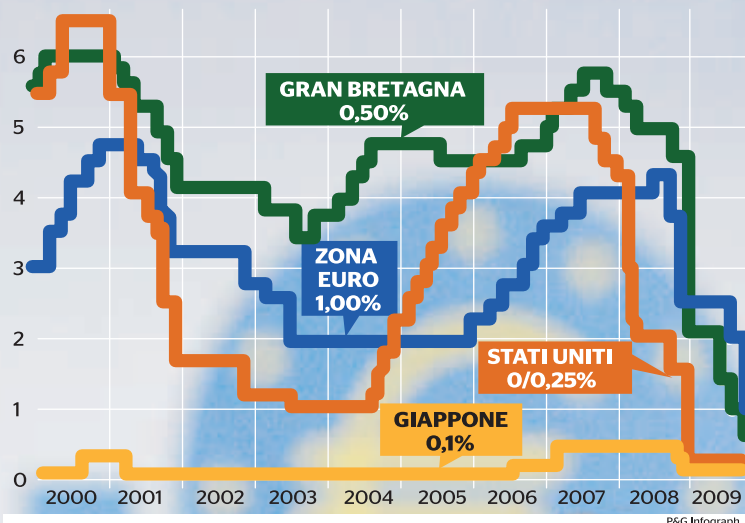 6
5
4
3
2
1
0
GRAN BRETAGNA
0,50%
ZONA
EURO
1,00%
STATI UNITI
0/0,25%
GIAPPONE
0,1%
2000 2001 2002 2003 2004 2005 2006 2007 2008 2009
P&G Infograph